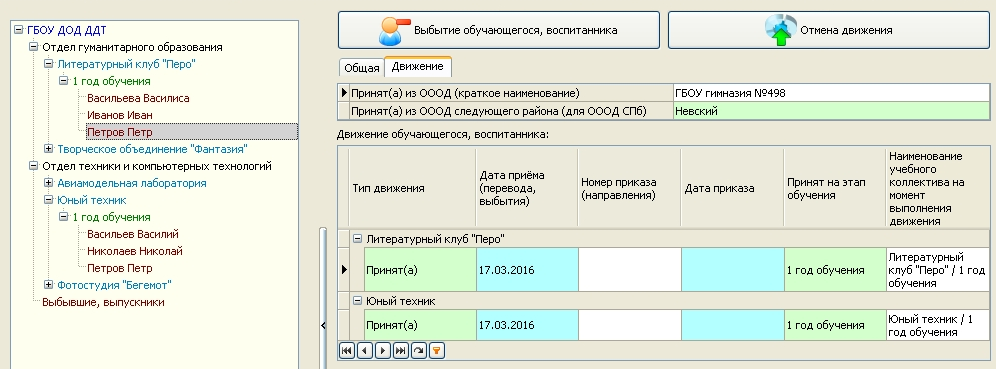 ГБОУ ДОД ДДТ
Отдел гуманитарного образования
Литературный клуб "Перо"
1 год обучения
Васильева Василиса
Иванов Иван
Петров Петр
Творческое объединение "Фантазия"
Отдел техники и компьютерных технологий
Авиамодельная лаборатория
Юный техник
1 год обучения
Васильев Василий
Николаев Николай
Петров Петр
Фотостудия "Бегемот"
Выбывшие, выпускники
Выбытие обучающегося, воспитанника
Отмена движения
Общая
Движение
Принят(а) из ОООД (краткое наименование)
ГБОУ гимназия №498
Принят(а) из ОООД следующего района (для ОООД СПб)
Невский
Движение обучающегося, воспитанника:
Тип движения
Дата приёма
(перевода,
выбытия)
Номер приказа
(направления)
Дата приказа
Принят на этап
обучения
Наименование
учебного
коллектива на
момент
выполнения
движения
Литературный клуб "Перо"
Принят(а)
17.03.2016
1 год обучения
Литературный
клуб "Перо" / 1 год
обучения
Юный техник
Принят(а)
17.03.2016
1 год обучения
Юный техник / 1
год обучения